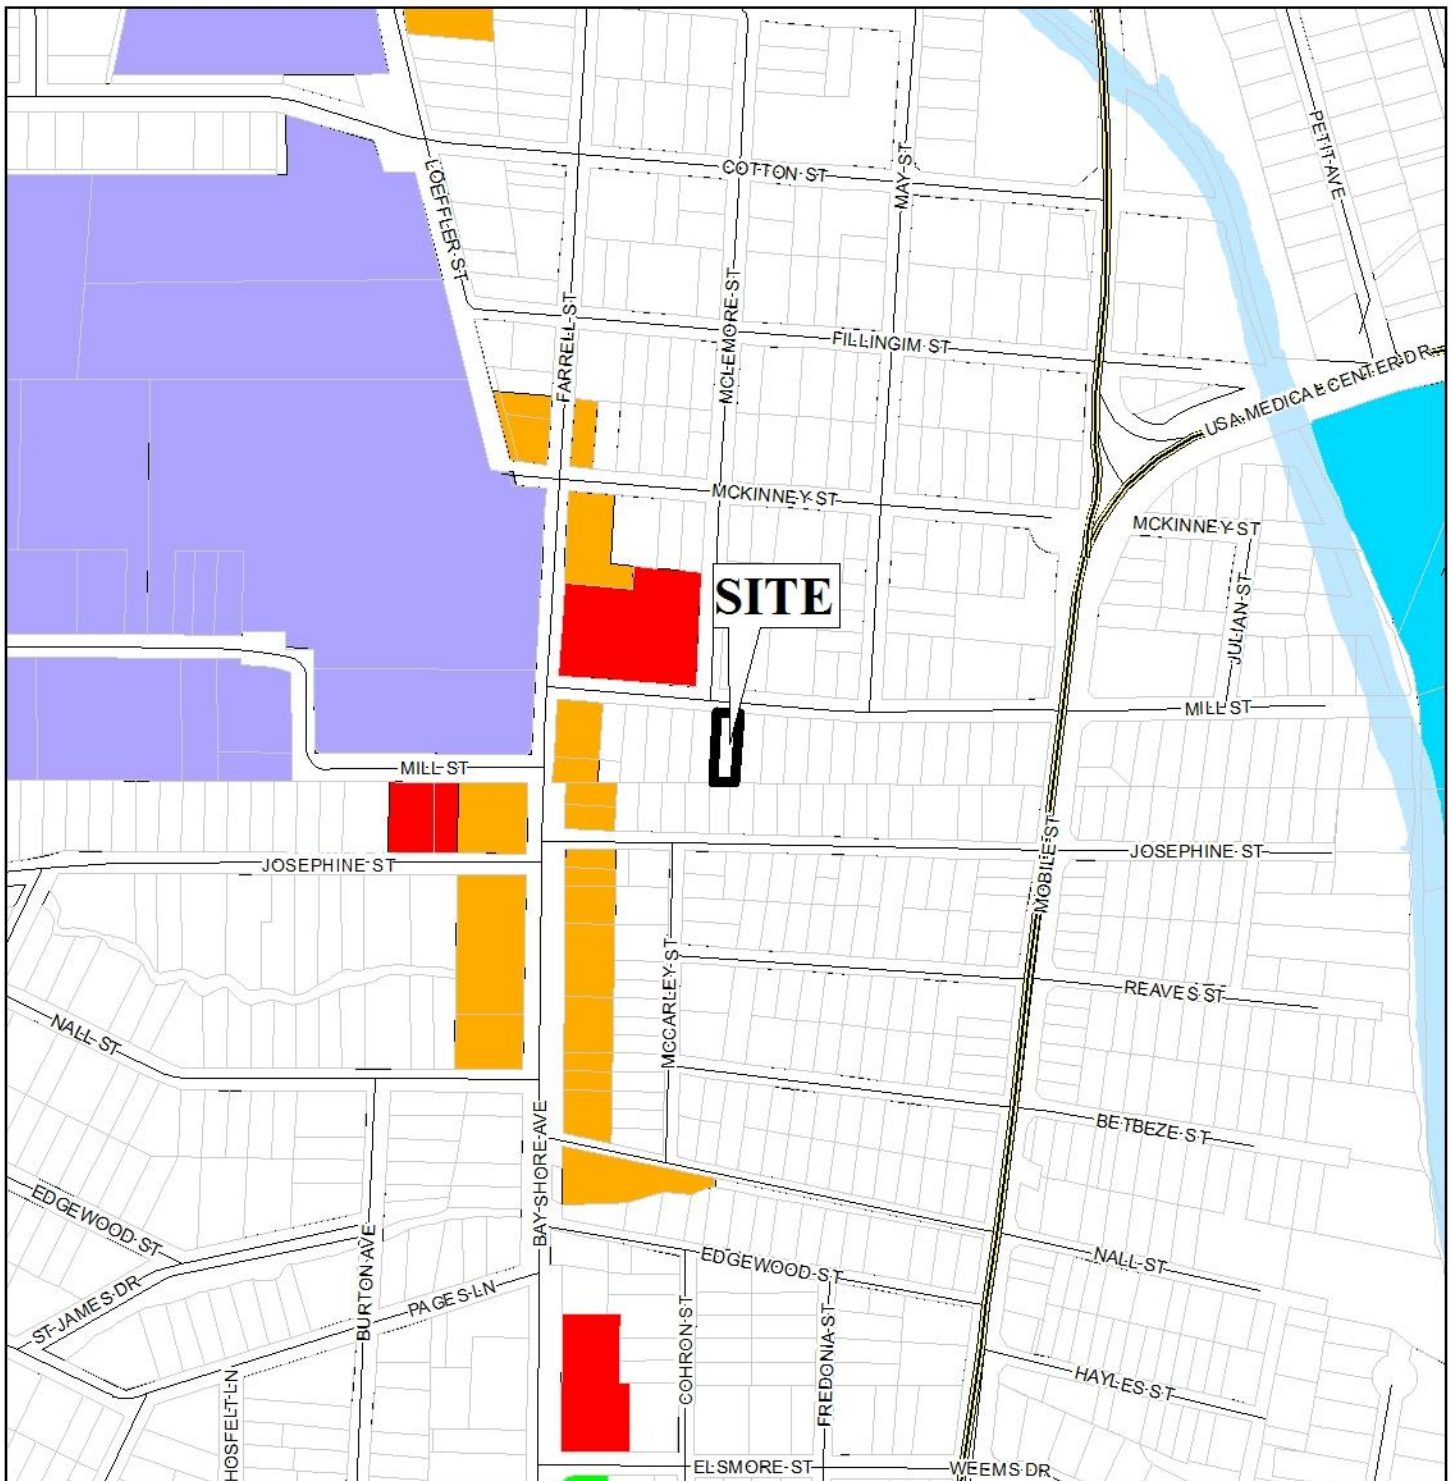 COTTON ST
MAY ST
PETIT AVE
LOEFFLER ST
FARRELL ST
MCLEMORE ST
FILLINGIM ST
USA MEDICAL CENTER DR
MCKINNEY ST
MCKINNEY ST
SITE
JULIAN ST
MILL ST
MILL ST
JOSEPHINE ST
JOSEPHINE ST
MOBILE ST
MCCARLEY ST
REAVES ST
NALL ST
BETBEZE ST
BAY SHORE AVE
EDGEWOOD ST
BURTON AVE
EDGEWOOD ST
NALL ST
ST JAMES DR
PAGES LN
COHRON ST
FREDONIA ST
HAYLES ST
HOSFELT LN
ELSMORE ST
WEEMS DR